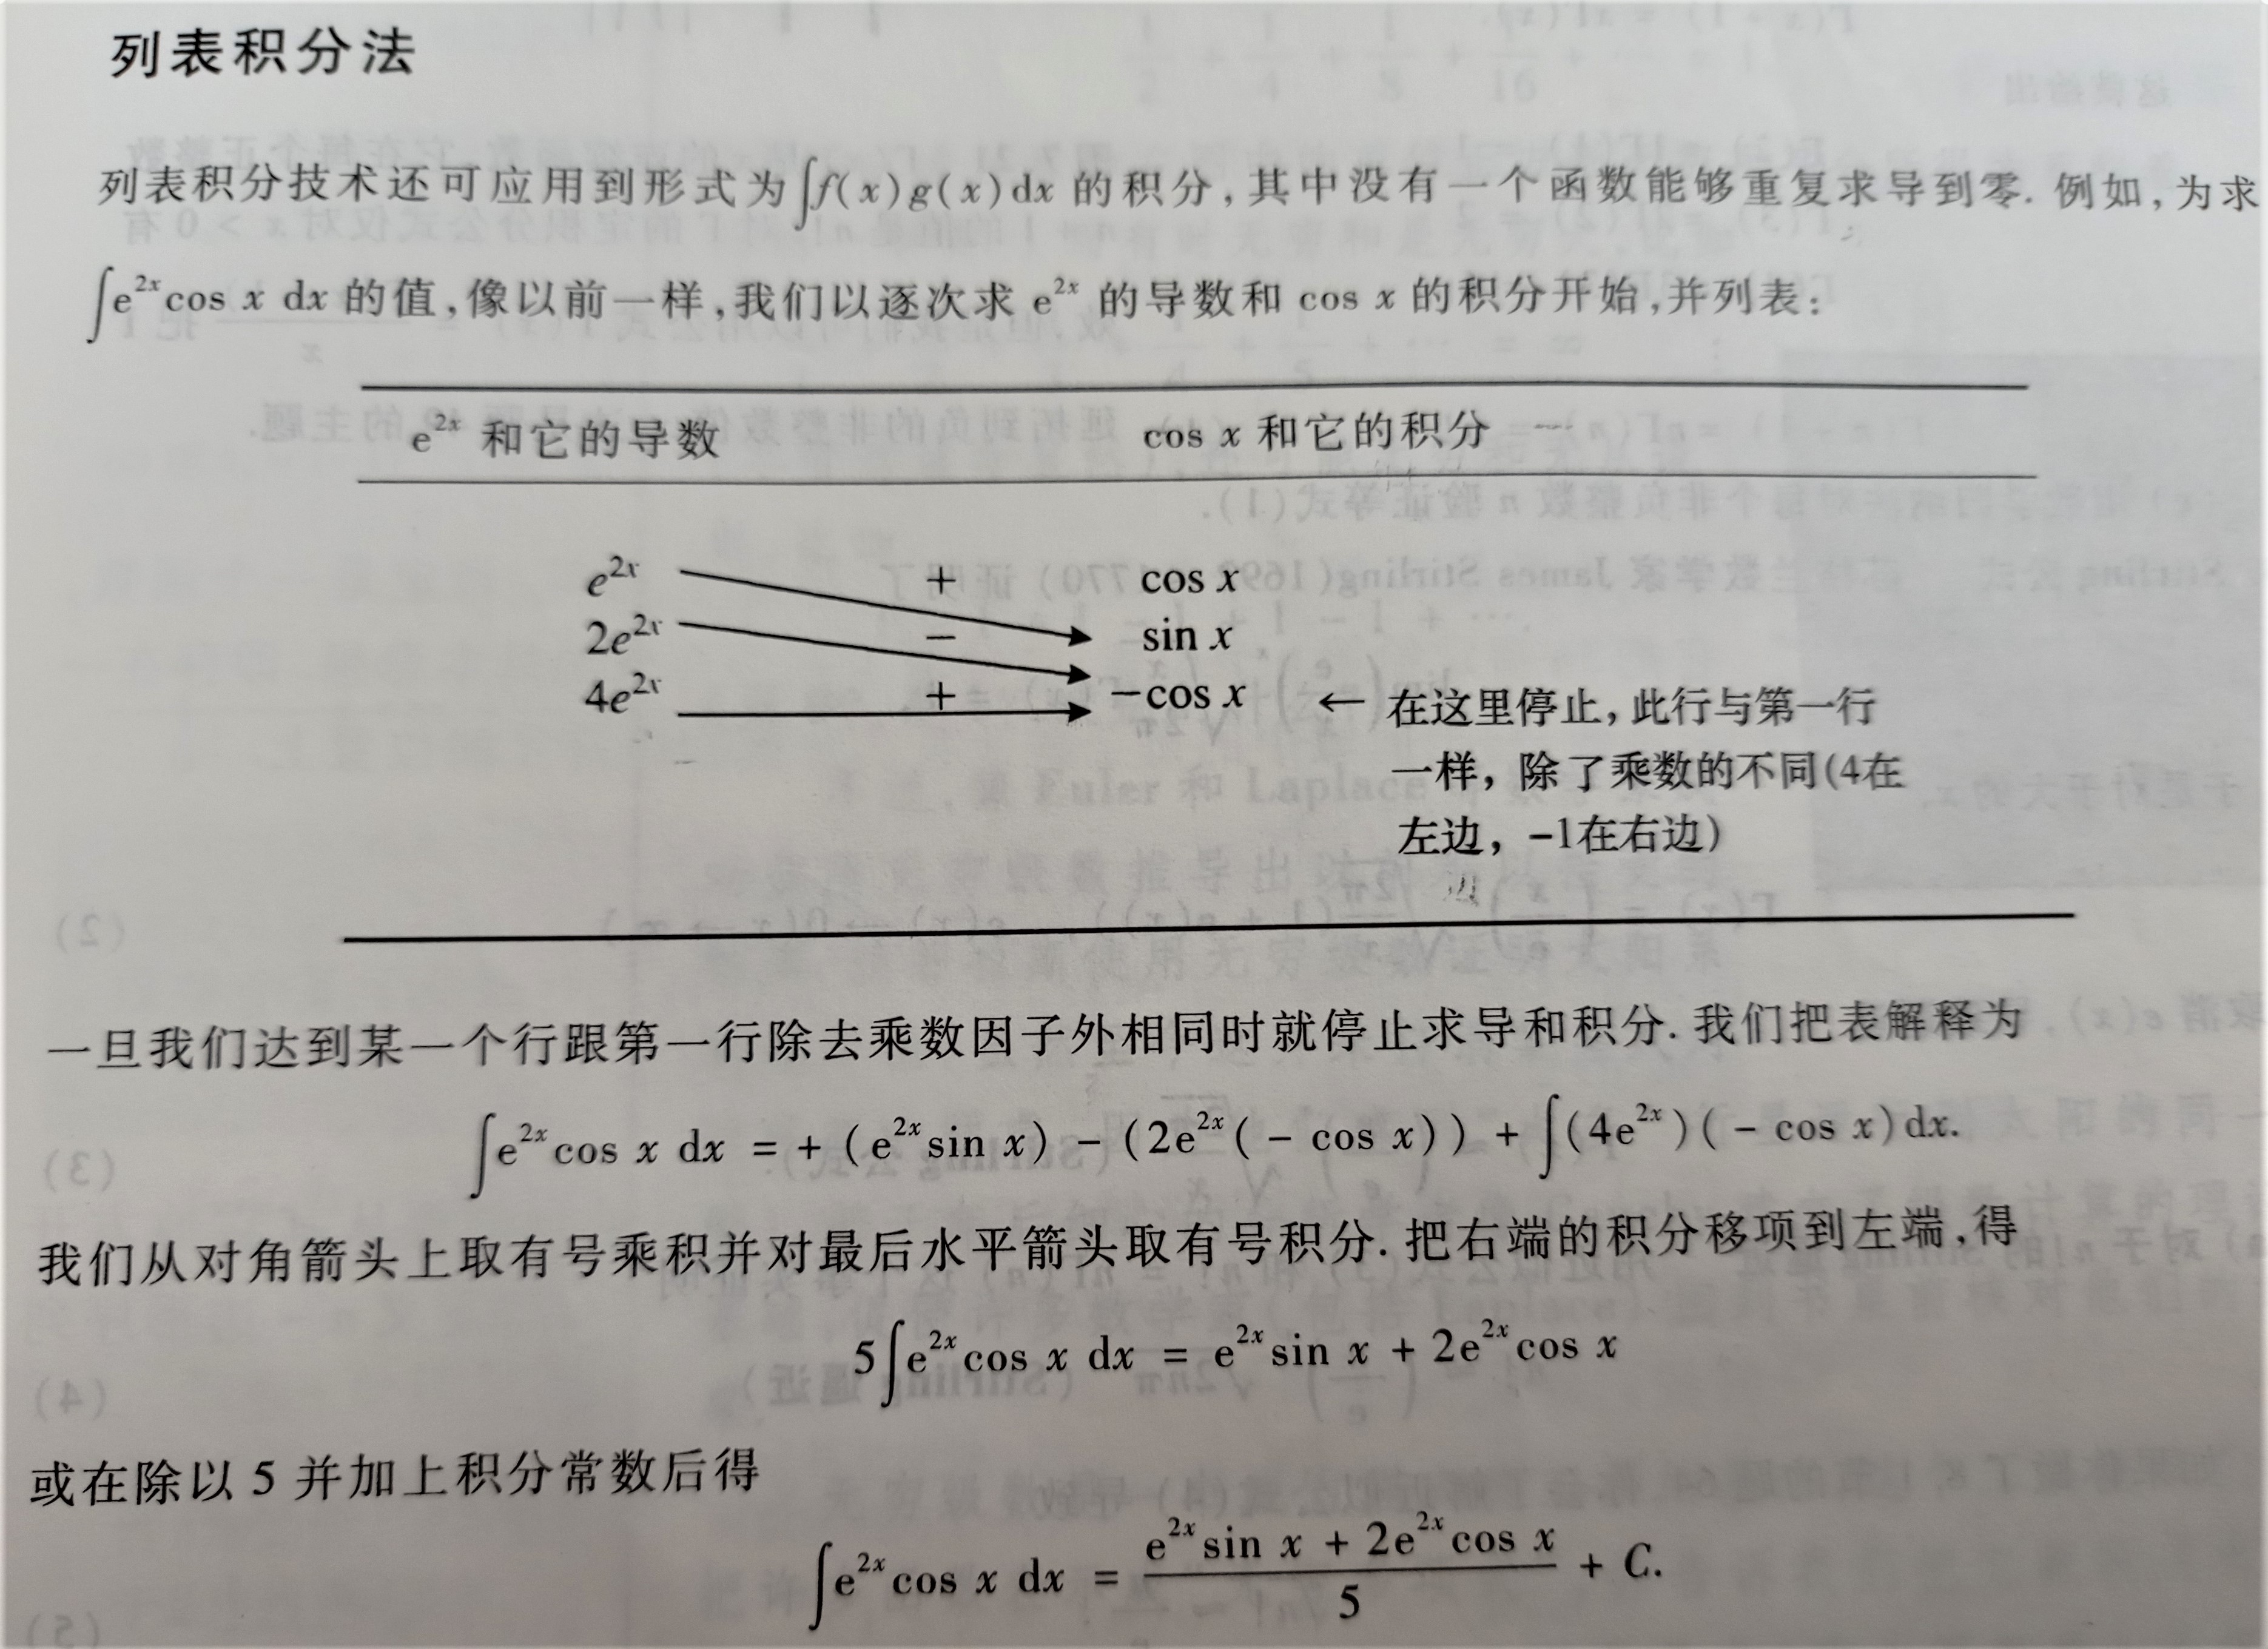 列表积分法
列表积分技术还可应用到形式为∫f(x)g(x)dx 的积分,其中没有一个函数能够重复求导到零. 例如,为求
∫e^{2x}cos x dx 的值,像以前一样,我们以逐次求 e^{2x} 的导数和 cos x 的积分开始,并列表:
e^{2x} 和它的导数 cos x 和它的积分
e^{2x} + cos x
2e^{2x} − sin x
4e^{2x} + −cos x ← 在这里停止, 此行与第一行
一样, 除了乘数的不同(4在
左边, −1在右边)
一旦我们达到某一个行跟第一行除去乘数因子外相同时就停止求导和积分. 我们把表解释为
∫e^{2x}cos x dx = + (e^{2x}sin x) − (2e^{2x}( − cos x)) + ∫(4e^{2x})( − cos x)dx.
我们从对角箭头上取有号乘积并对最后水平箭头取有号积分. 把右端的积分移项到左端,得
5∫e^{2x}cos x dx = e^{2x}sin x + 2e^{2x}cos x
或在除以 5 并加上积分常数后得
∫e^{2x}cos x dx = \frac{e^{2x}sin x + 2e^{2x}cos x}{5} + C.